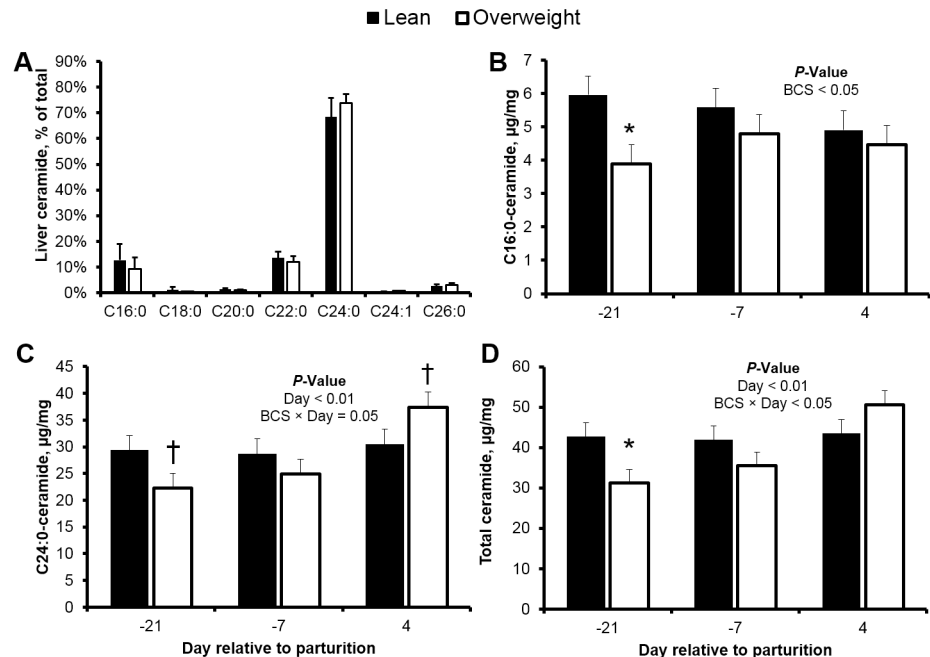 Lean Overweight
A
Liver ceramide, % of total
90%
80%
70%
60%
50%
40%
30%
20%
10%
0%
C16:0 C18:0 C20:0 C22:0 C24:0 C24:1 C26:0
B
C16:0-ceramide, µg/mg
7
6
5
4
3
2
1
0
P-Value
BCS < 0.05
*
-21 -7 4
C
C24:0-ceramide, µg/mg
45
40
35
30
25
20
15
10
5
0
P-Value
Day < 0.01
BCS × Day = 0.05
†
†
-21 -7 4
Day relative to parturition
D
Total ceramide, µg/mg
60
50
40
30
20
10
0
P-Value
Day < 0.01
BCS × Day < 0.05
*
-21 -7 4
Day relative to parturition